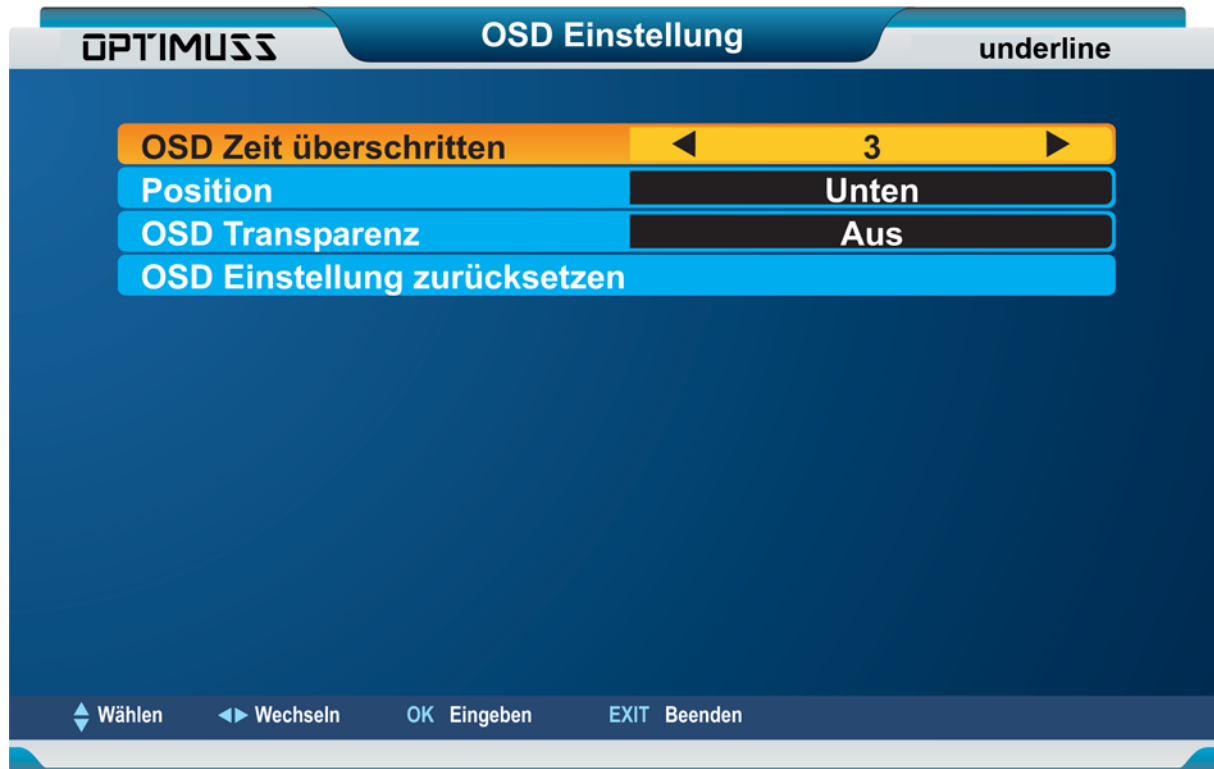 OPTIMUSS
OSD Einstellung
underline
OSD Zeit überschritten 3
Position Unten
OSD Transparenz Aus
OSD Einstellung zurücksetzen
Wählen Wechseln OK Eingeben EXIT Beenden